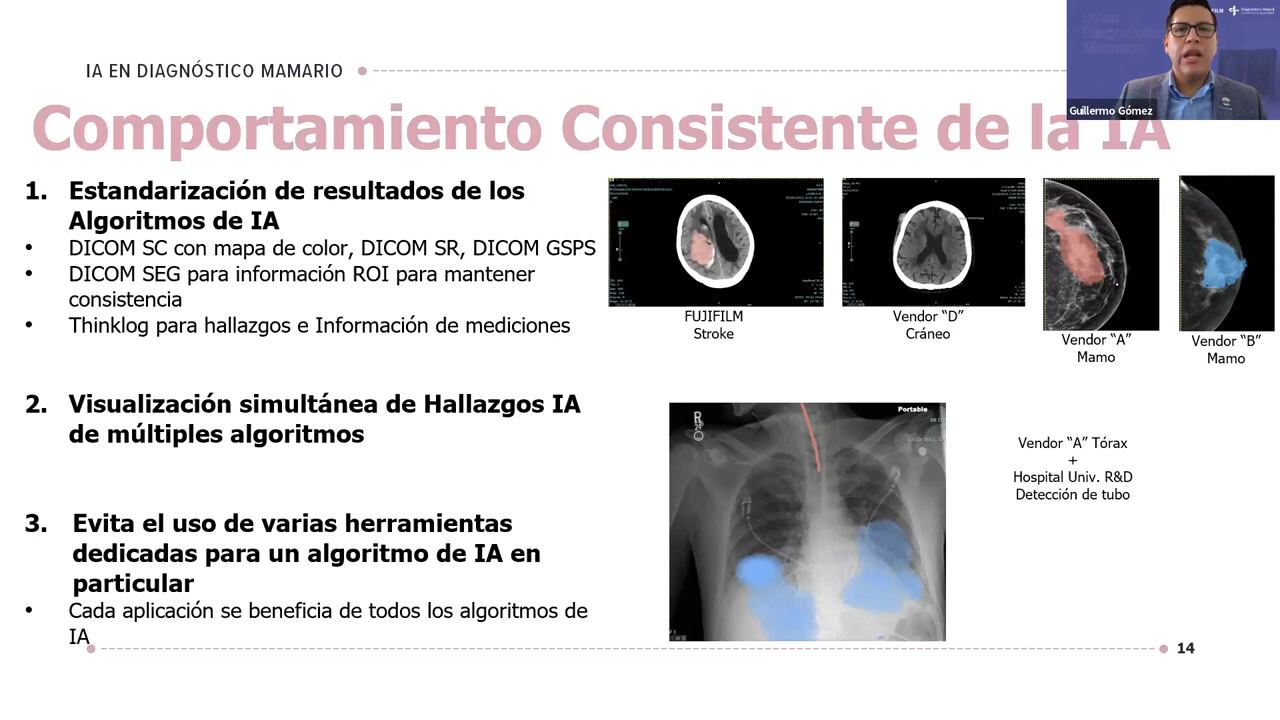 IA EN DIAGNÓSTICO MAMARIO
Guillermo Gómez
Comportamiento Consistente de la IA
1. Estandarización de resultados de los
Algoritmos de IA
• DICOM SC con mapa de color, DICOM SR, DICOM GSPS
• DICOM SEG para información ROI para mantener
consistencia
• Thinklog para hallazgos e Información de mediciones
FUJIFILM
Stroke
Vendor “D”
Cráneo
Vendor “A”
Mamo
Vendor “B”
Mamo
2. Visualización simultánea de Hallazgos IA
de múltiples algoritmos
Portable
Vendor “A” Tórax
+
Hospital Univ. R&D
Detección de tubo
3. Evita el uso de varias herramientas
dedicadas para un algoritmo de IA en
particular
• Cada aplicación se beneficia de todos los algoritmos de
IA
14